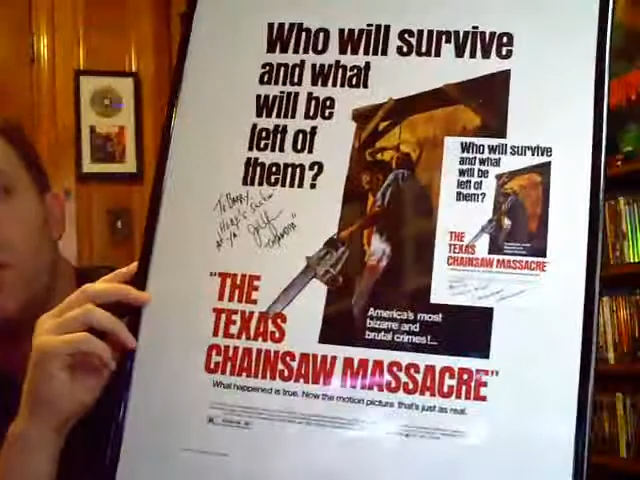 Who will survive
and what
will be
left of
them?
To Barry
"THE
TEXAS
CHAINSAW MASSACRE"
America's most
bizarre and
brutal crimes!...
What happened is true. Now the motion picture that's just as real.
R
Who will survive
and what
will be
left of
them?
THE
TEXAS
CHAINSAW MASSACRE